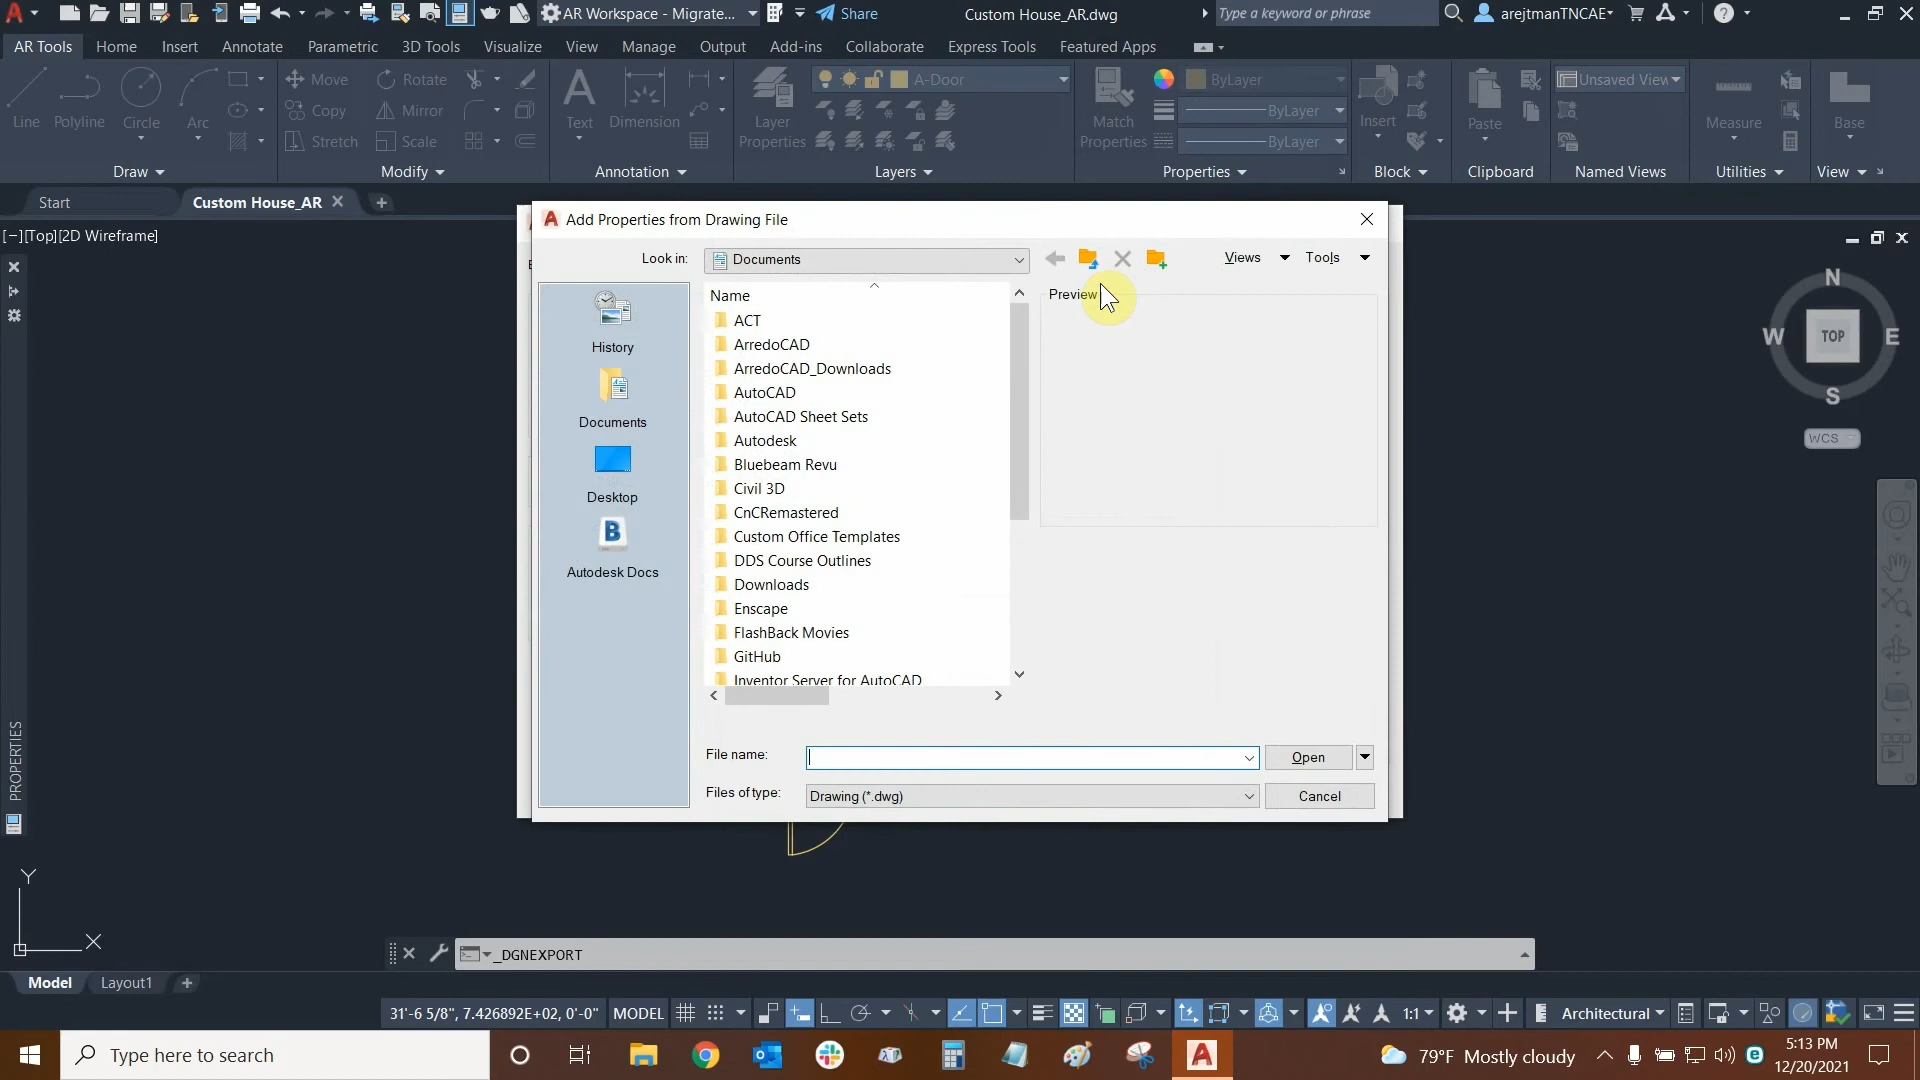 AR Workspace - Migrate...
Share
Custom House_AR.dwg
Type a keyword or phrase
arejtmanTNCAE
AR Tools
Home
Insert
Annotate
Parametric
3D Tools
Visualize
View
Manage
Output
Add-ins
Collaborate
Express Tools
Featured Apps
Line
Polyline
Circle
Arc
Draw
Move
Rotate
Copy
Mirror
Stretch
Scale
Modify
Text
Dimension
Annotation
Layer
Properties
A-Door
Layers
Match
Properties
ByLayer
ByLayer
ByLayer
Properties
Insert
Block
Paste
Clipboard
Unsaved View
Named Views
Measure
Utilities
Base
View
Start
Custom House_AR
[−][Top][2D Wireframe]
Add Properties from Drawing File
Look in:
Documents
Views
Tools
History
Documents
Desktop
B
Autodesk Docs
Name
ACT
ArredoCAD
ArredoCAD_Downloads
AutoCAD
AutoCAD Sheet Sets
Autodesk
Bluebeam Revu
Civil 3D
CnCRemastered
Custom Office Templates
DDS Course Outlines
Downloads
Enscape
FlashBack Movies
GitHub
Inventor Server for AutoCAD
Preview
File name:
Open
Files of type:
Drawing (*.dwg)
Cancel
N
W
TOP
E
S
WCS
PROPERTIES
Y
X
_DGNEXPORT
Model
Layout1
31'-6 5/8", 7.426892E+02, 0'-0"
MODEL
1:1
Architectural
Type here to search
79°F Mostly cloudy
5:13 PM
12/20/2021